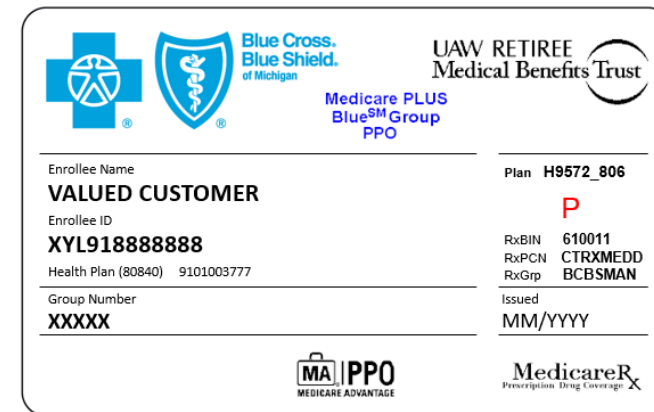 Blue Cross.
Blue Shield.
of Michigan
®
®
UAW RETIREE
Medical Benefits Trust
Medicare PLUS
Blue℠ Group
PPO
Enrollee Name
VALUED CUSTOMER
Enrollee ID
XYL918888888
Health Plan (80840) 9101003777
Group Number
XXXXX
Plan H9572_806
P
RxBIN 610011
RxPCN CTRXMEDD
RxGrp BCBSMAN
Issued
MM/YYYY
MA PPO
MEDICARE ADVANTAGE
MedicareRx
Prescription Drug Coverage